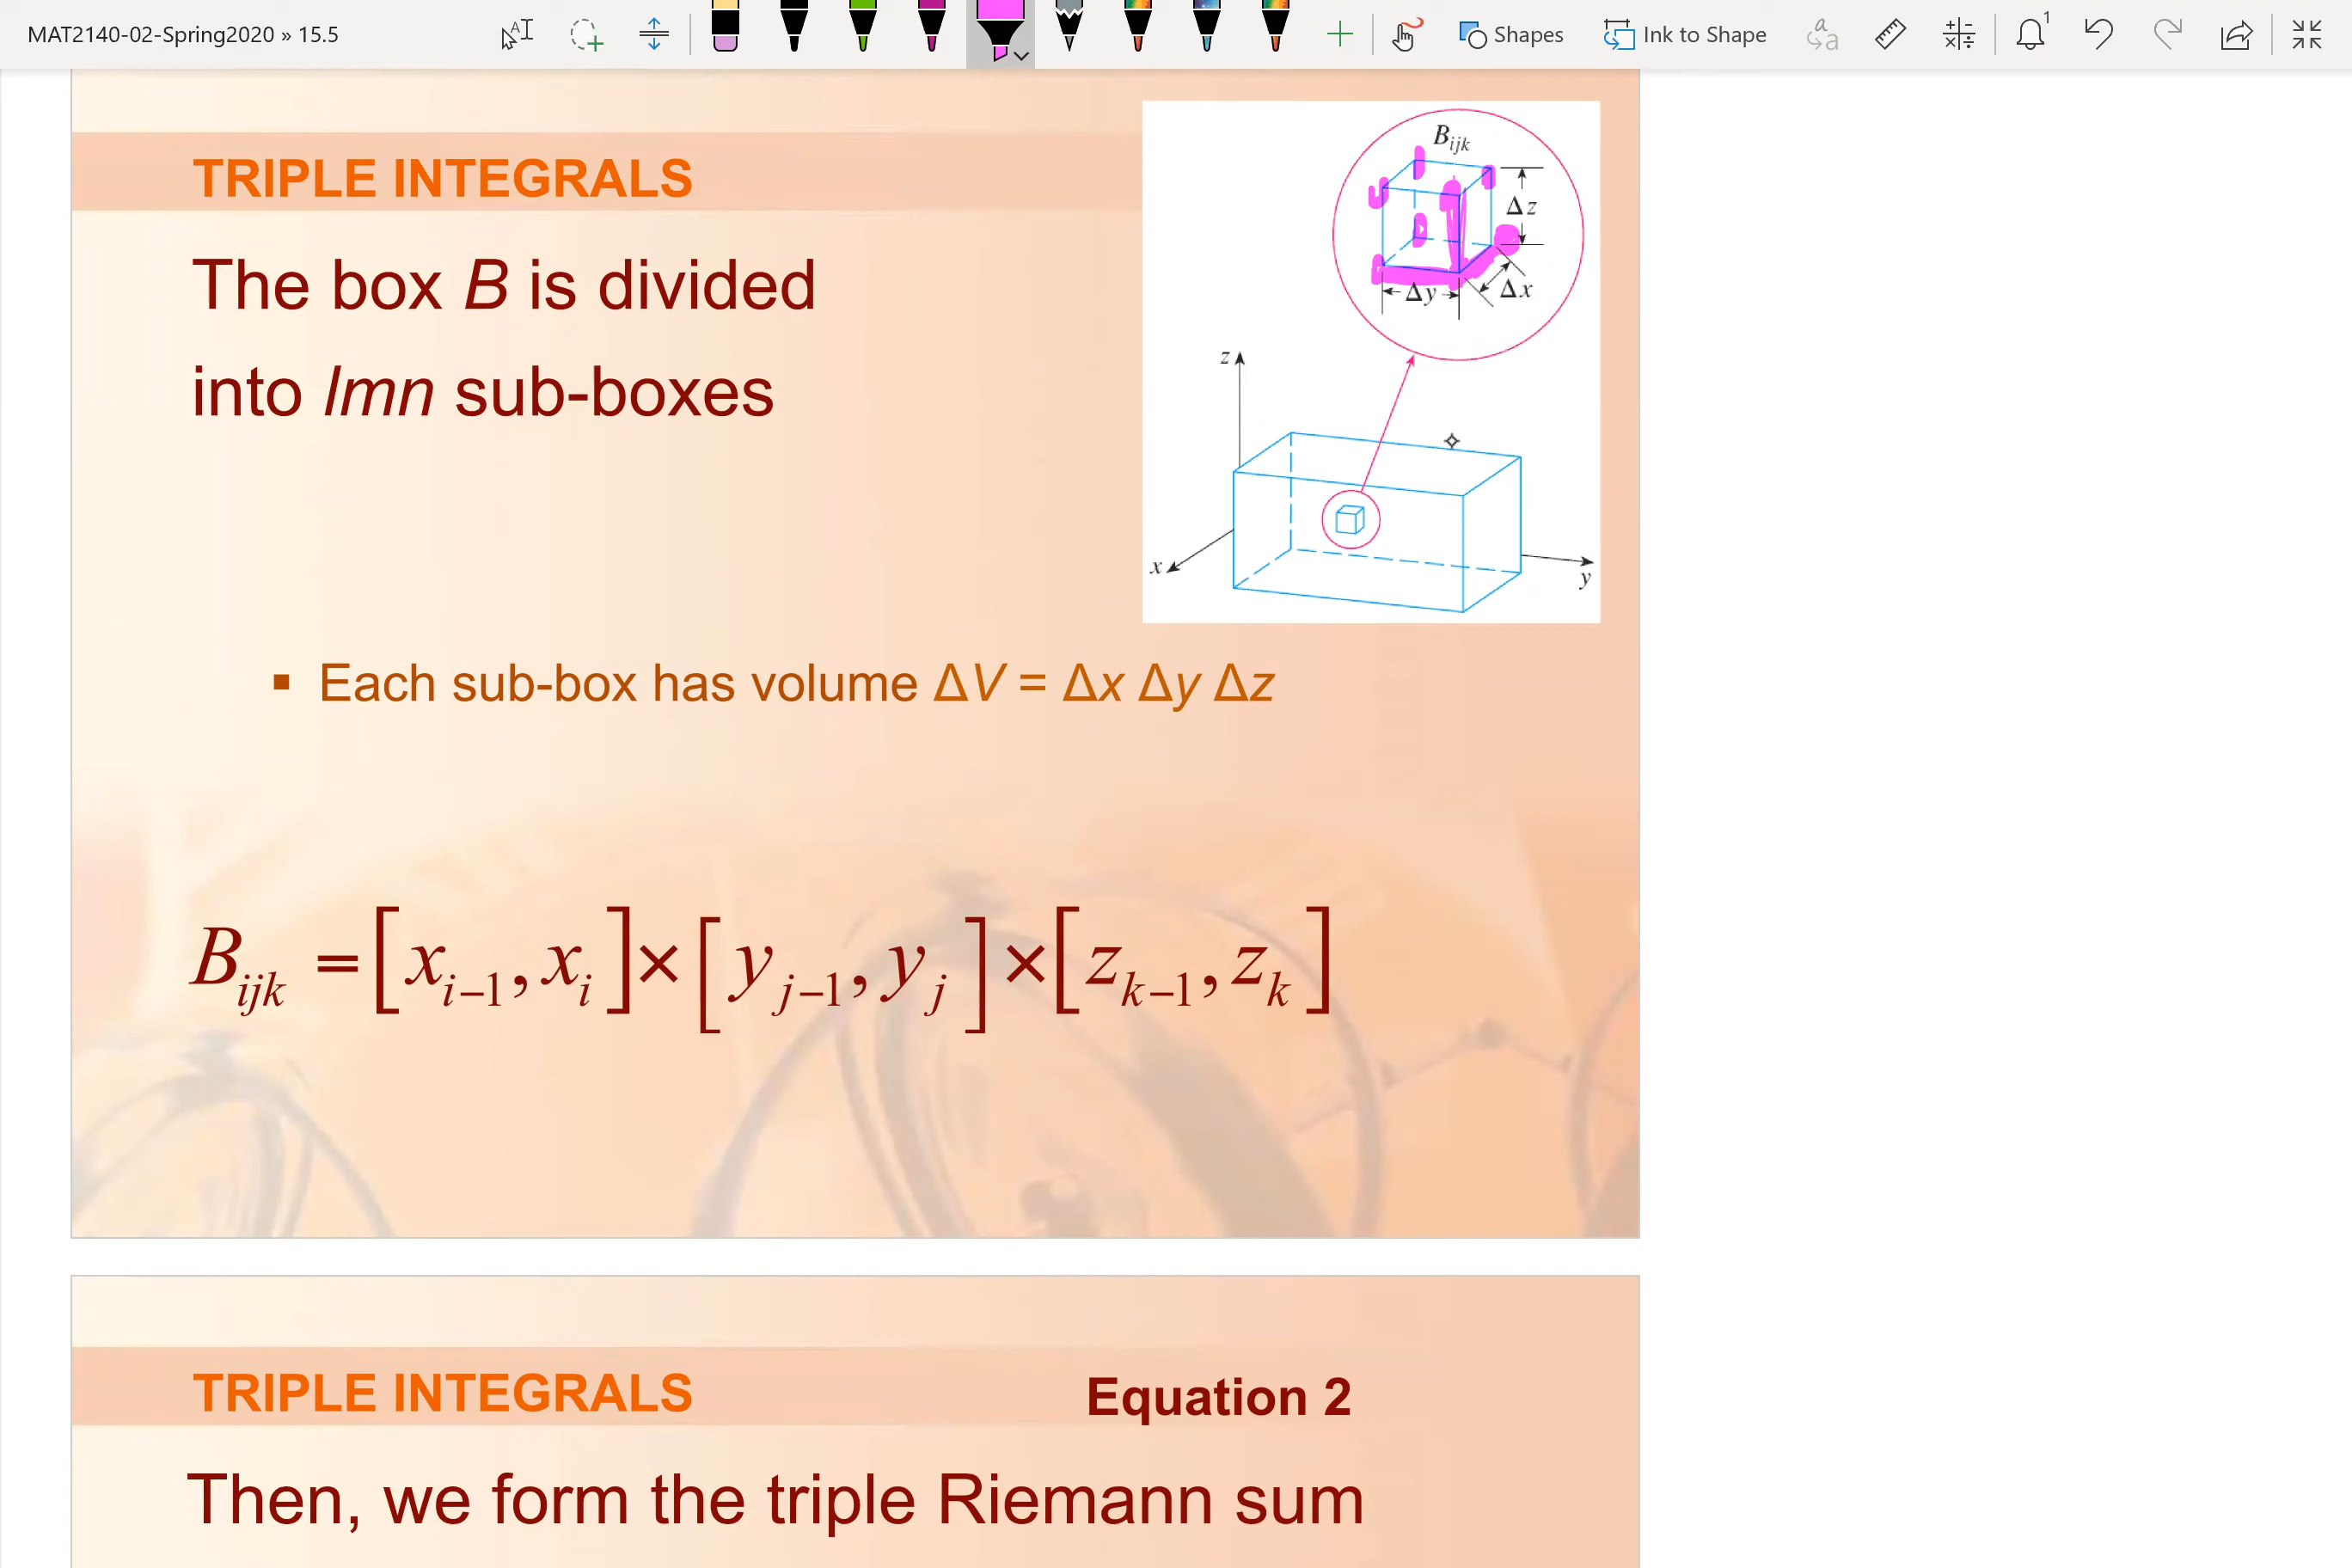 MAT2140-02-Spring2020 » 15.5
Shapes
Ink to Shape
1
TRIPLE INTEGRALS
The box B is divided
into lmn sub-boxes
B_ijk
Δz
Δx
Δy
z
x
y
▪ Each sub-box has volume ΔV = Δx Δy Δz
B_ijk = [x_i–1, x_i] × [y_j–1, y_j] × [z_k–1, z_k]
TRIPLE INTEGRALS
Equation 2
Then, we form the triple Riemann sum